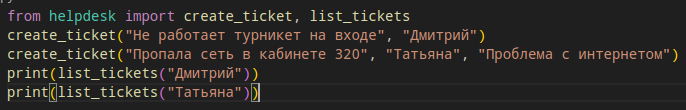 from helpdesk import create_ticket, list_tickets
create_ticket("Не работает турникет на входе", "Дмитрий")
create_ticket("Пропала сеть в кабинете 320", "Татьяна", "Проблема с интернетом")
print(list_tickets("Дмитрий"))
print(list_tickets("Татьяна"))